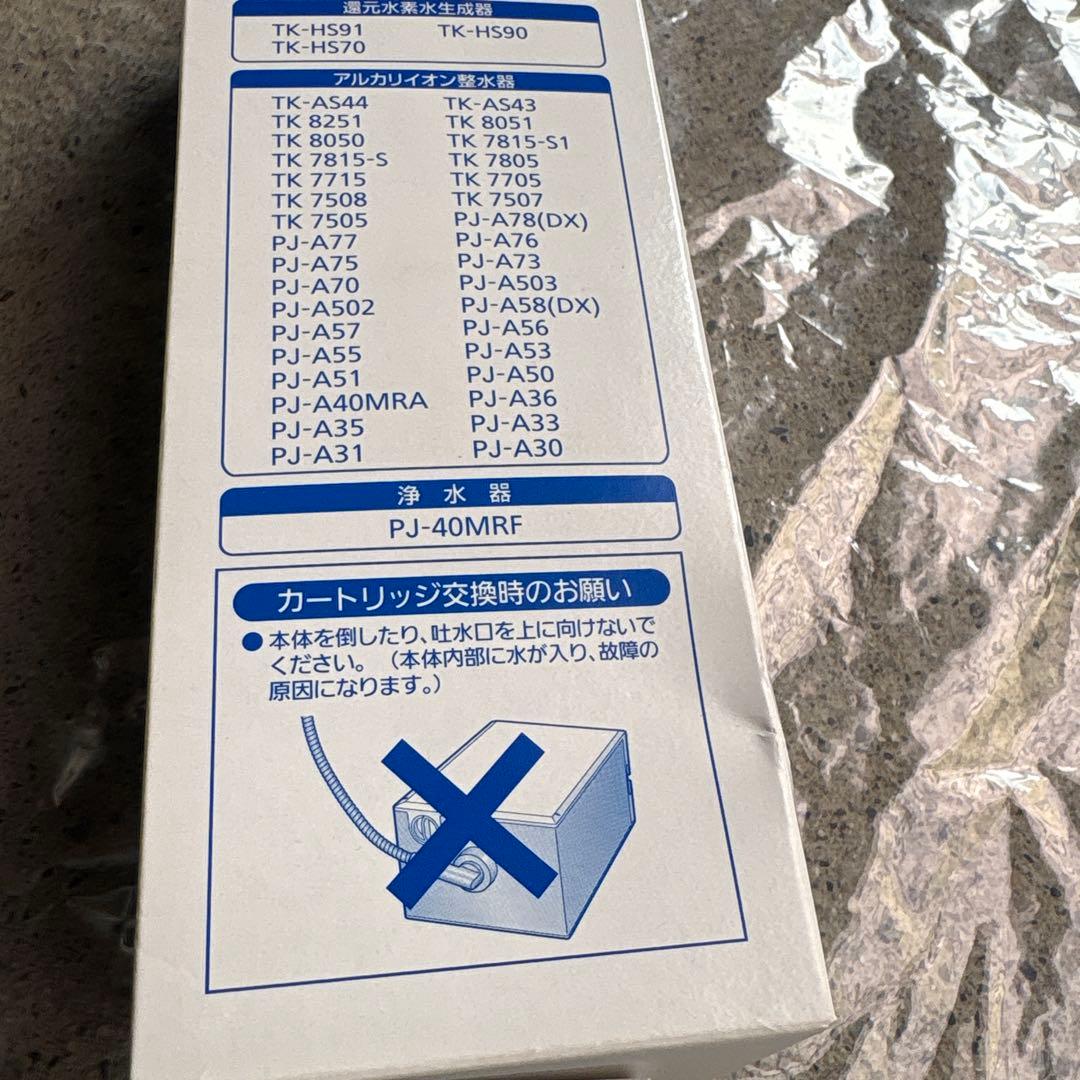 還元水素水生成器
TK-HS91 TK-HS90
TK-HS70
アルカリイオン整水器
TK-AS44 TK-AS43
TK 8251 TK 8051
TK 8050 TK 7815-S1
TK 7815-S TK 7805
TK 7715 TK 7705
TK 7508 TK 7507
TK 7505 PJ-A78(DX)
PJ-A77 PJ-A76
PJ-A75 PJ-A73
PJ-A70 PJ-A503
PJ-A502 PJ-A58(DX)
PJ-A57 PJ-A56
PJ-A55 PJ-A53
PJ-A51 PJ-A50
PJ-A40MRA PJ-A36
PJ-A35 PJ-A33
PJ-A31 PJ-A30
浄水器
PJ-40MRF
カートリッジ交換時のお願い
●本体を倒したり、吐水口を上に向けないで
ください。（本体内部に水が入り、故障の
原因になります。）